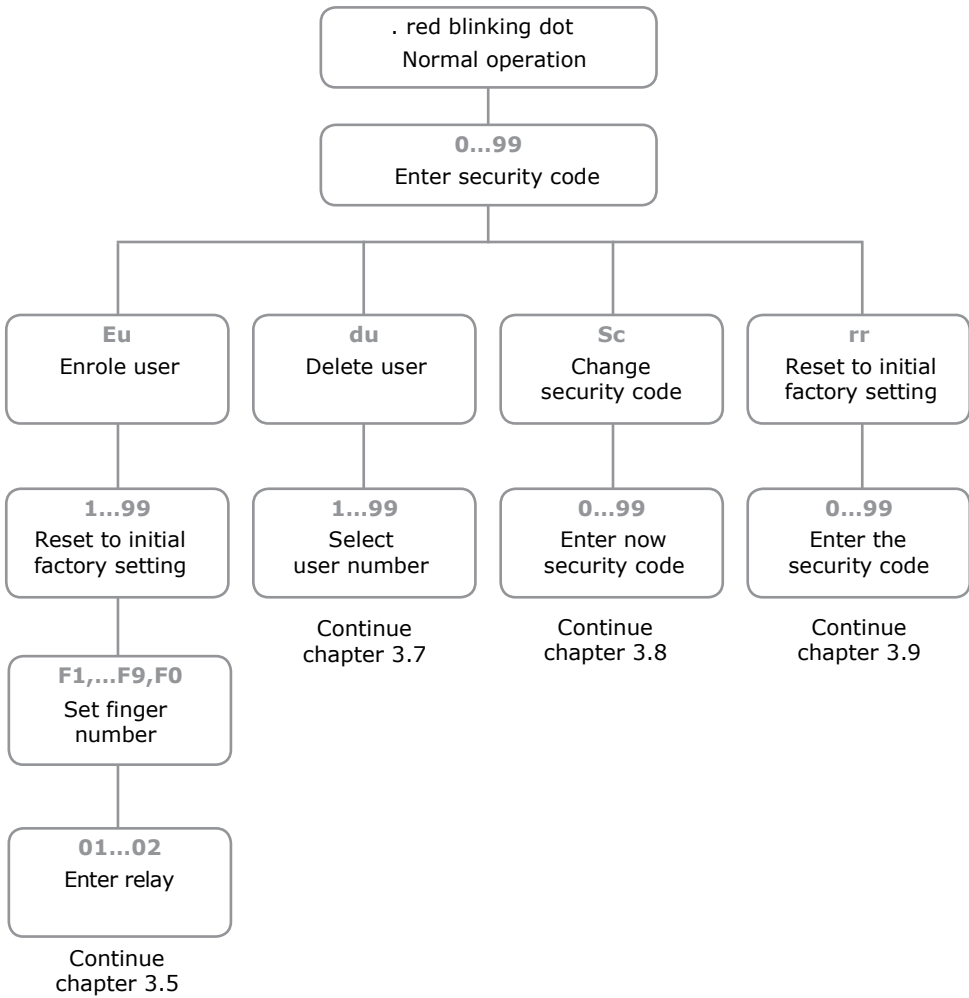 . red blinking dot
Normal operation
0...99
Enter security code
Eu
Enrole user
du
Delete user
Sc
Change
security code
rr
Reset to initial
factory setting
1...99
Reset to initial
factory setting
1...99
Select
user number
0...99
Enter now
security code
0...99
Enter the
security code
Continue
chapter 3.7
Continue
chapter 3.8
Continue
chapter 3.9
F1,...F9,F0
Set finger
number
01...02
Enter relay
Continue
chapter 3.5